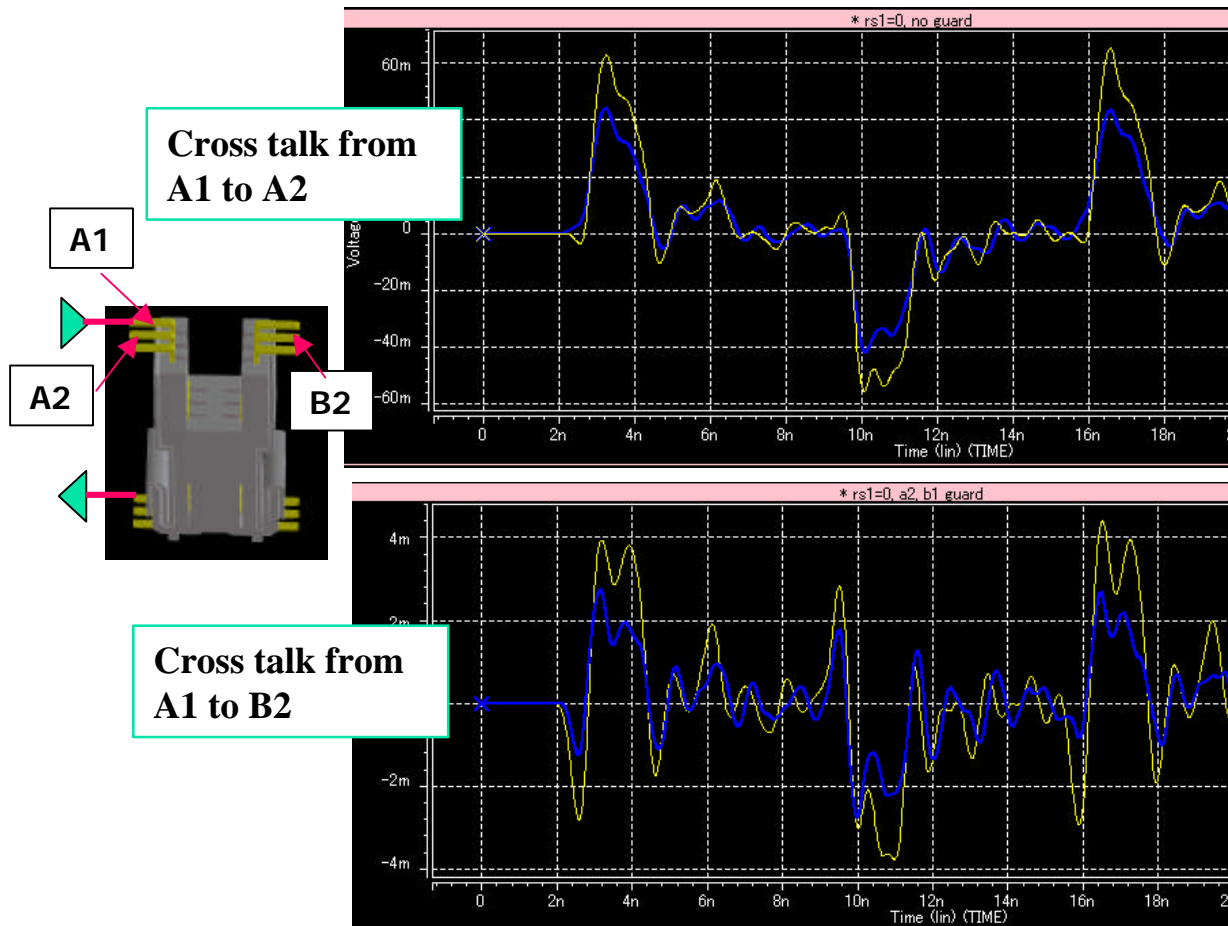 * rs1=0, no guard
60m
0
-20m
-40m
-60m
0 2n 4n 6n 8n 10n 12n 14n 16n 18n 2
Time (lin) (TIME)
Cross talk from
A1 to A2
A1
A2
B2
* rs1=0, a2, b1 guard
4m
2m
0
-2m
-4m
0 2n 4n 6n 8n 10n 12n 14n 16n 18n 2
Time (lin) (TIME)
Cross talk from
A1 to B2